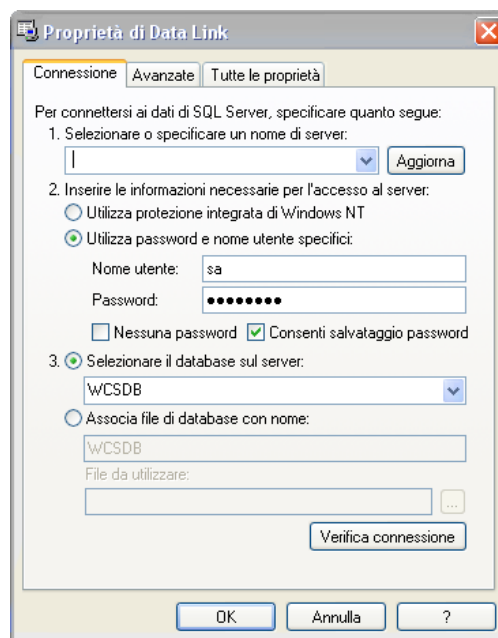 Proprietà di Data Link
Connessione Avanzate Tutte le proprietà
Per connettersi ai dati di SQL Server, specificare quanto segue:
1. Selezionare o specificare un nome di server:
Aggiorna
2. Inserire le informazioni necessarie per l'accesso al server:
Utilizza protezione integrata di Windows NT
Utilizza password e nome utente specifici:
Nome utente: sa
Password: ●●●●●●●●
Nessuna password Consenti salvataggio password
3. Selezionare il database sul server:
WCSDB
Associa file di database con nome:
WCSDB
File da utilizzare:
...
Verifica connessione
OK Annulla ?